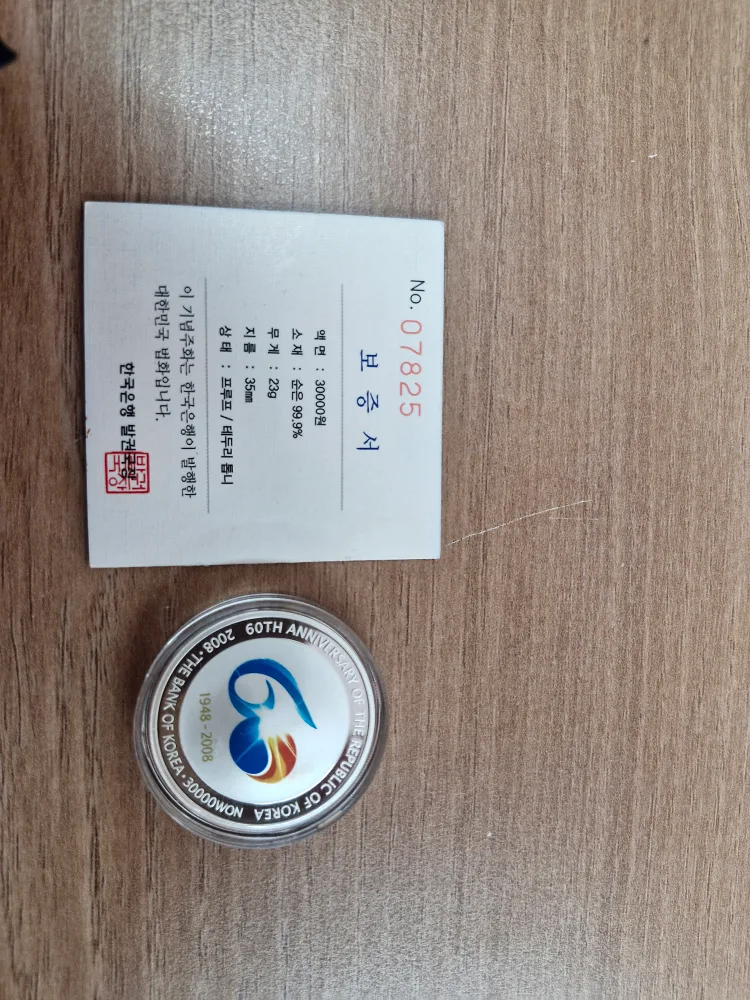 No. 07825
보 증 서
액 면 : 30000원
소 재 : 순은 99.9%
무 게 : 23g
지 름 : 35㎜
상 태 : 프루프 / 테두리 톱니
이 기념주화는 한국은행이 발행한
대한민국 법화입니다.
한국은행 발권국장
60TH ANNIVERSARY OF THE REPUBLIC OF KOREA
2008·THE BANK OF KOREA·30000WON
60
1948 - 2008